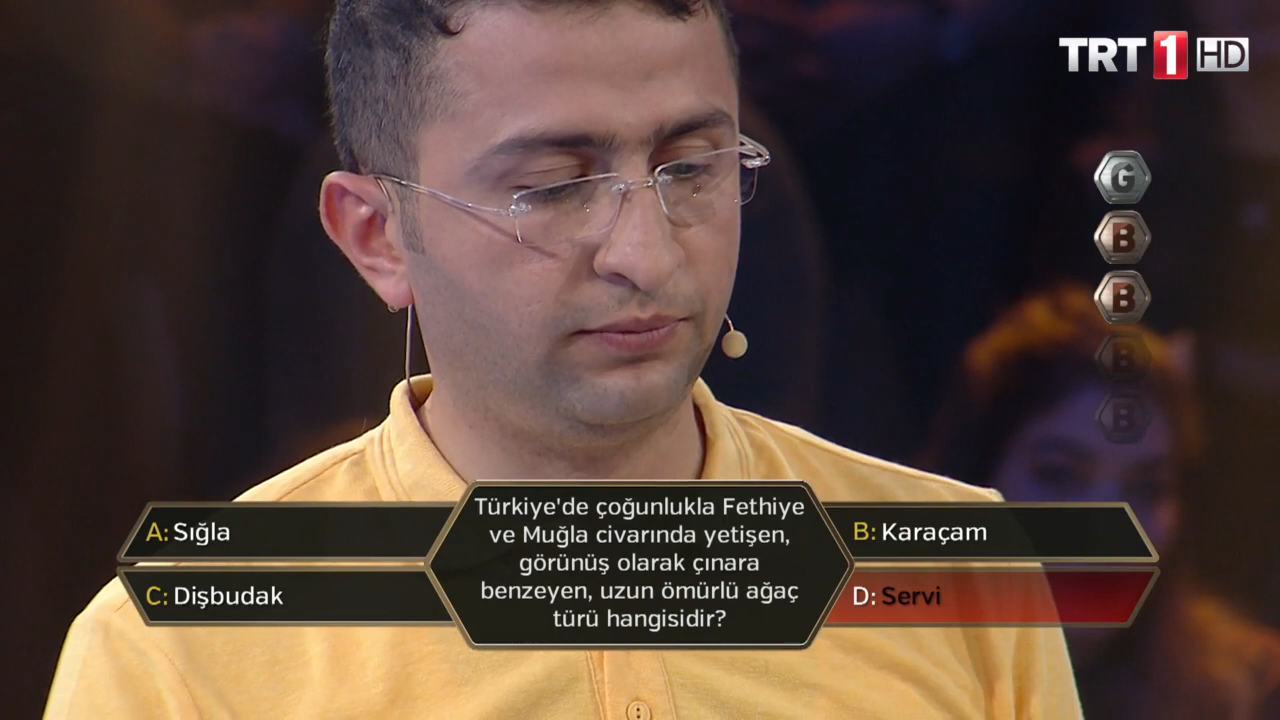 TRT 1 HD
G
B
B
B
B
Türkiye'de çoğunlukla Fethiye
ve Muğla civarında yetişen,
görünüş olarak çınara
benzeyen, uzun ömürlü ağaç
türü hangisidir?
A: Sığla
B: Karaçam
C: Dişbudak
D: Servi